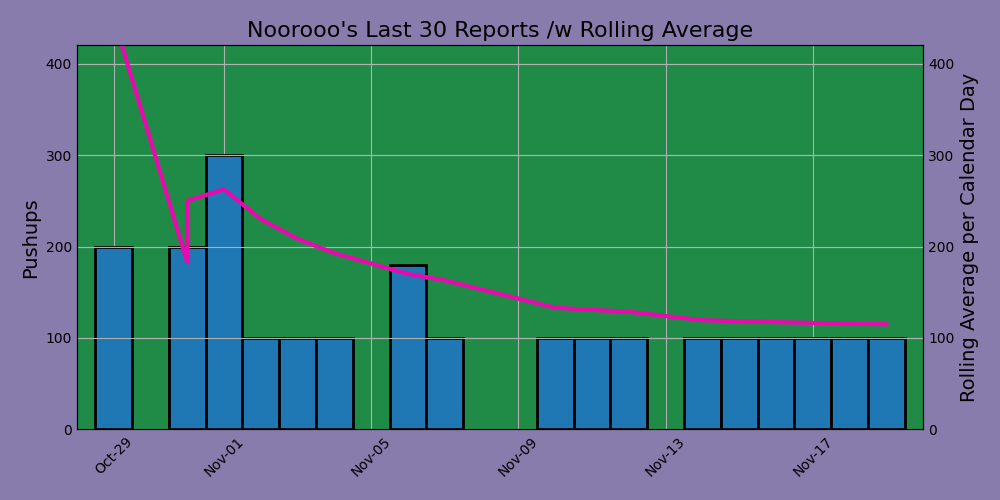 Noorooo's Last 30 Reports /w Rolling Average
Pushups
400
300
200
100
0
400
300
200
100
0
Rolling Average per Calendar Day
Oct-29
Nov-01
Nov-05
Nov-09
Nov-13
Nov-17